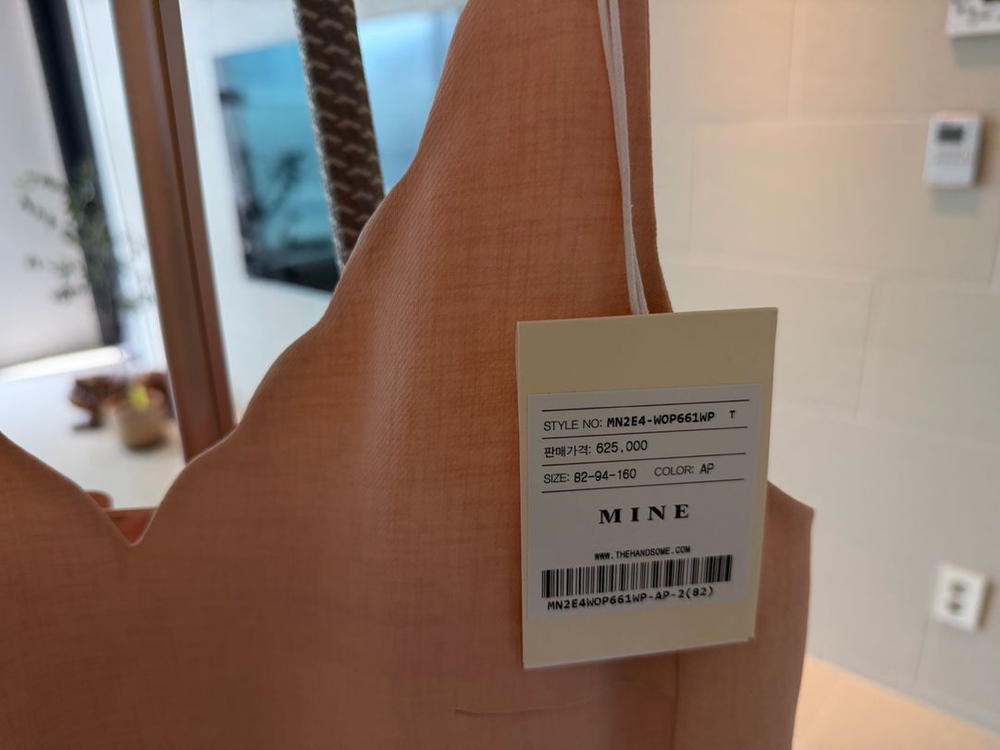 STYLE NO: MN2E4-WOP661WP T
판매가격: 625,000
SIZE: 82-94-160 COLOR: AP
MINE
WWW.THEHANDSOME.COM
MN2E4WOP661WP-AP-2(82)